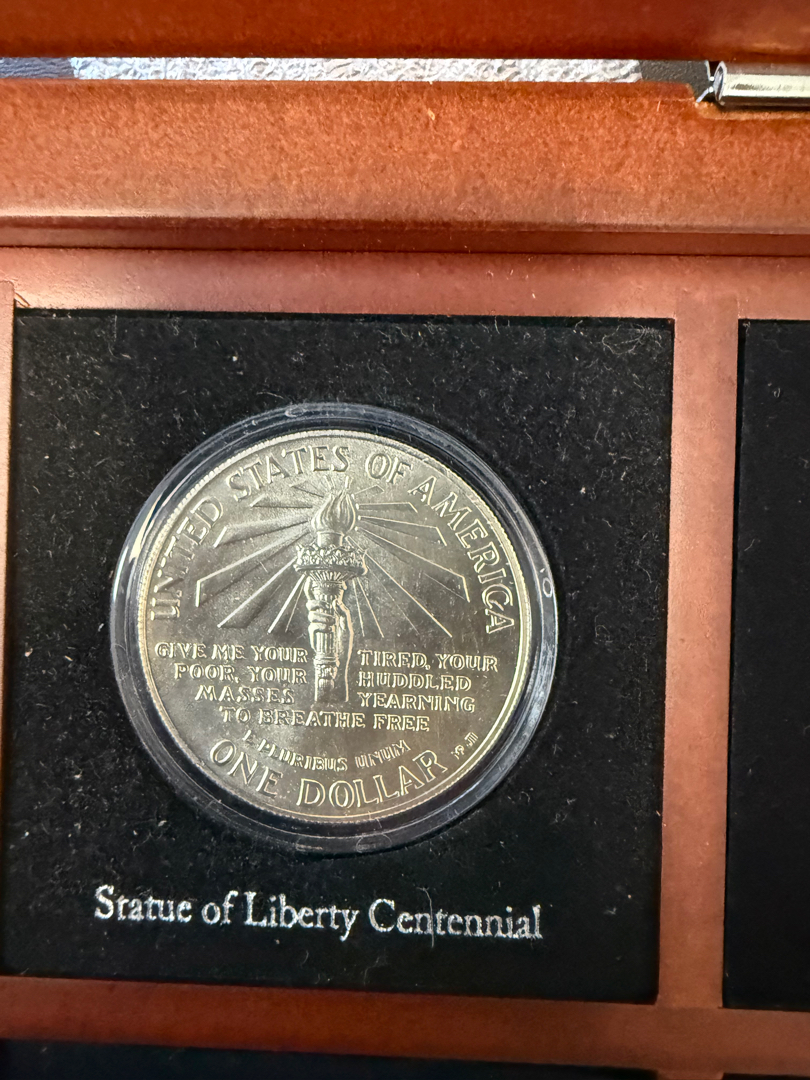 UNITED STATES OF AMERICA
GIVE ME YOUR TIRED, YOUR
POOR, YOUR HUDDLED
MASSES YEARNING
TO BREATHE FREE
E PLURIBUS UNUM
ONE DOLLAR
Statue of Liberty Centennial